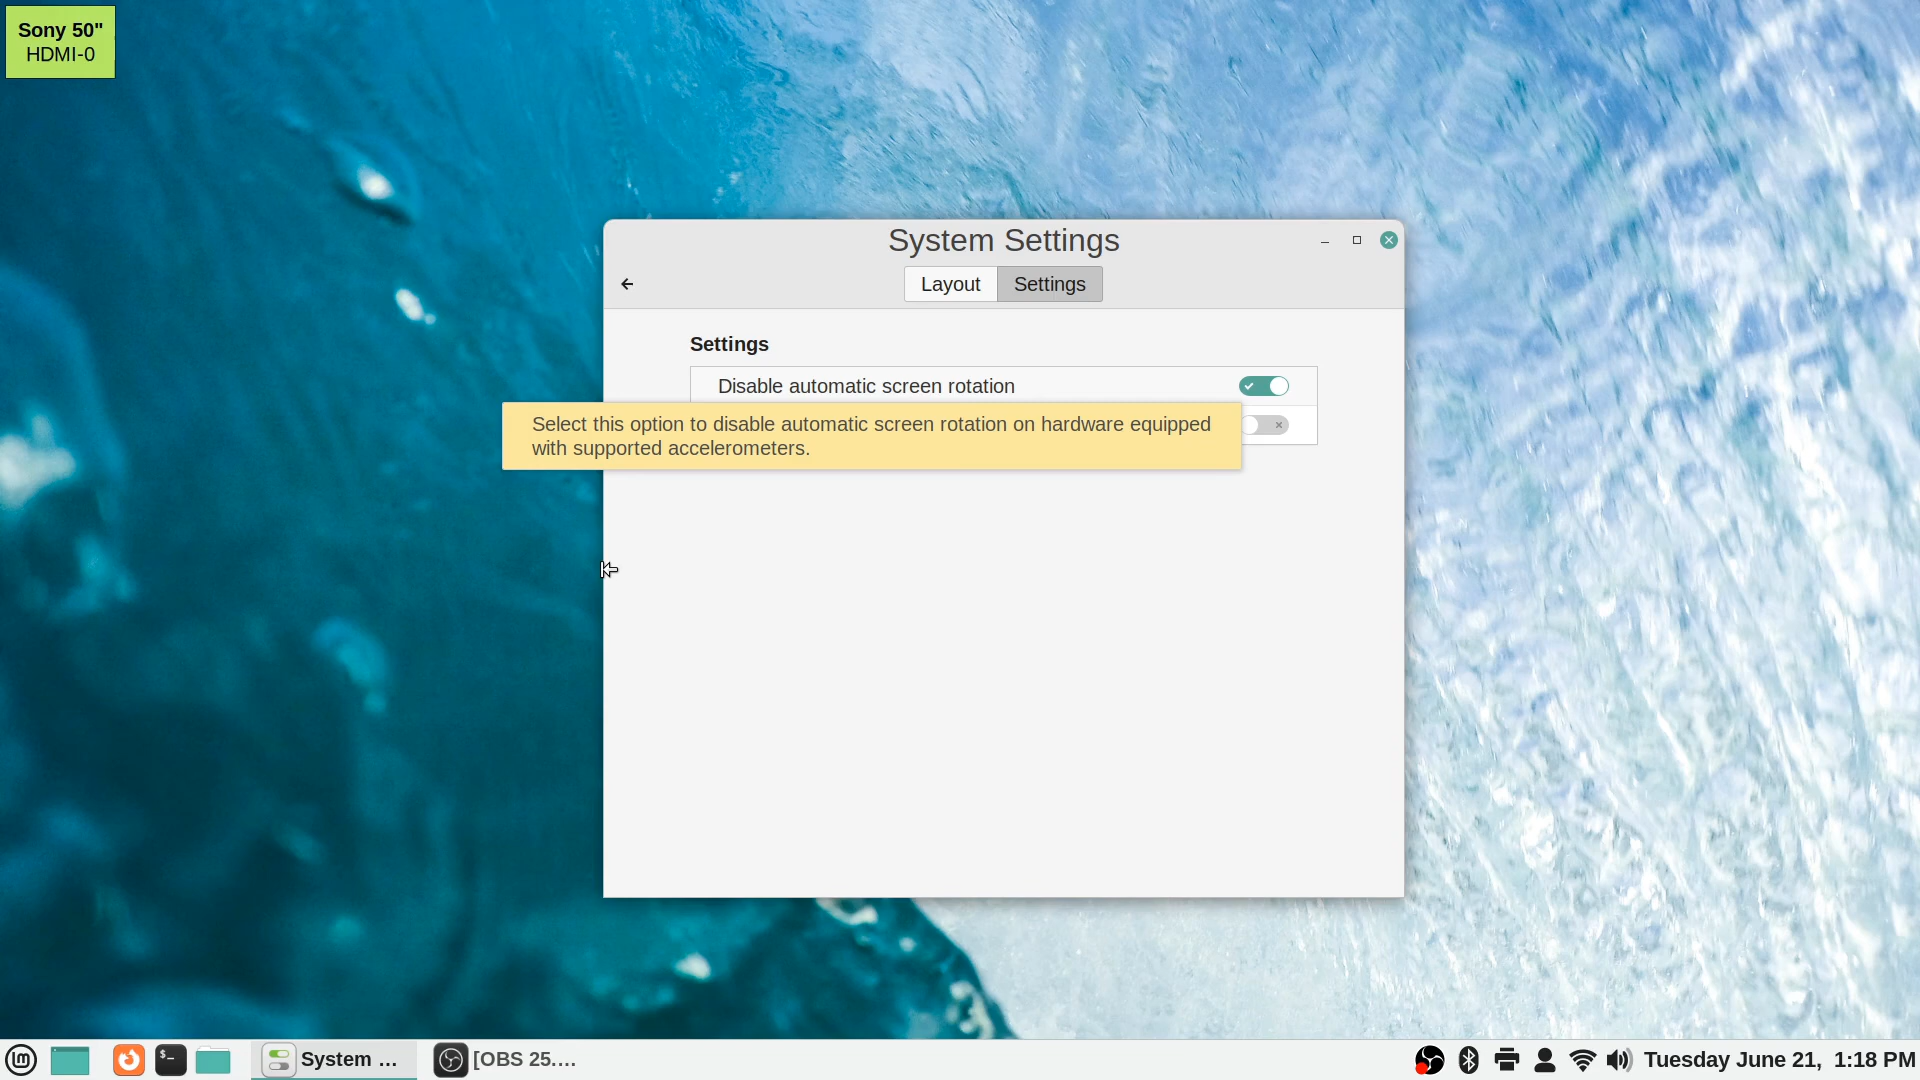 Sony 50"
HDMI-0
System Settings
Layout
Settings
Settings
Disable automatic screen rotation
Select this option to disable automatic screen rotation on hardware equipped
with supported accelerometers.
$_
System ...
[OBS 25....
Tuesday June 21,  1:18 PM